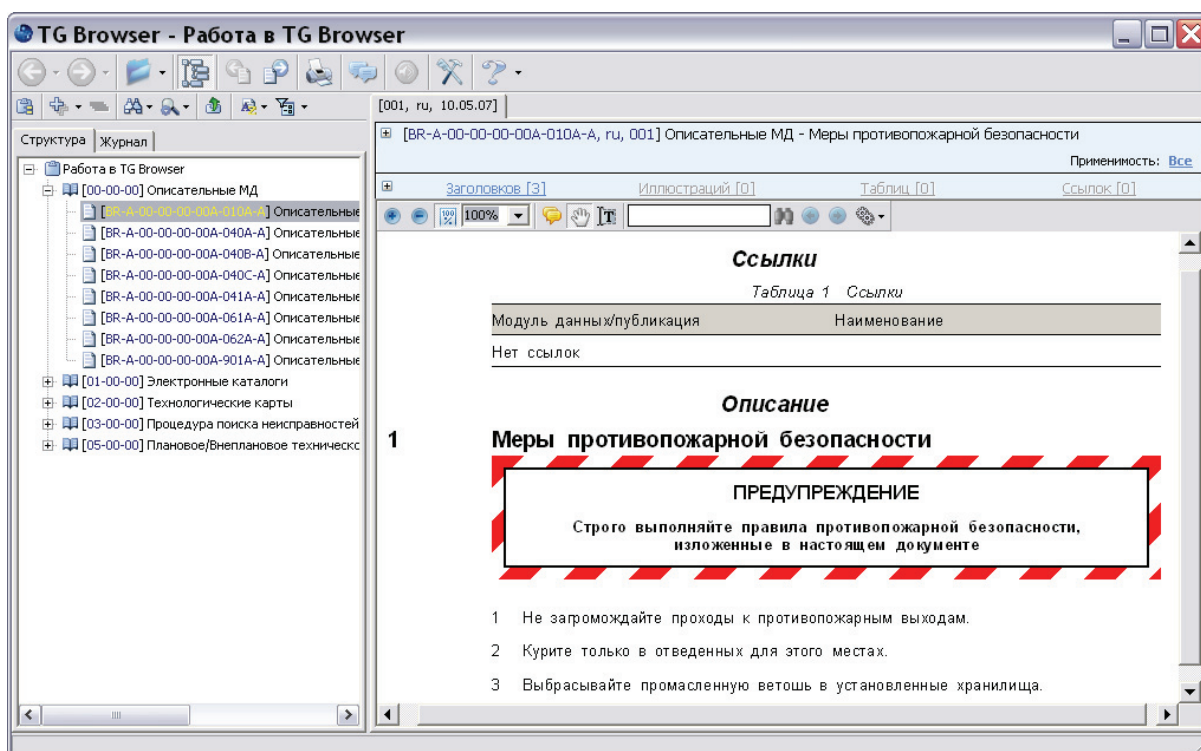 TG Browser - Работа в TG Browser
[001, ru, 10.05.07]
Структура Журнал
Работа в TG Browser
[00-00-00] Описательные МД
[BR-A-00-00-00-00A-010A-A] Описательные
[BR-A-00-00-00-00A-040A-A] Описательные
[BR-A-00-00-00-00A-040B-A] Описательные
[BR-A-00-00-00-00A-040C-A] Описательные
[BR-A-00-00-00-00A-041A-A] Описательные
[BR-A-00-00-00-00A-061A-A] Описательные
[BR-A-00-00-00-00A-062A-A] Описательные
[BR-A-00-00-00-00A-901A-A] Описательные
[01-00-00] Электронные каталоги
[02-00-00] Технологические карты
[03-00-00] Процедура поиска неисправностей
[05-00-00] Плановое/Внеплановое техническо
[BR-A-00-00-00-00A-010A-A, ru, 001] Описательные МД - Меры противопожарной безопасности
Применимость: Все
Заголовков [3] Иллюстраций [0] Таблиц [0] Ссылок [0]
100%
Ссылки
Таблица 1 Ссылки
Модуль данных/публикация Наименование
Нет ссылок
Описание
1 Меры противопожарной безопасности
ПРЕДУПРЕЖДЕНИЕ
Строго выполняйте правила противопожарной безопасности,
изложенные в настоящем документе
1 Не загромождайте проходы к противопожарным выходам.
2 Курите только в отведенных для этого местах.
3 Выбрасывайте промасленную ветошь в установленные хранилища.